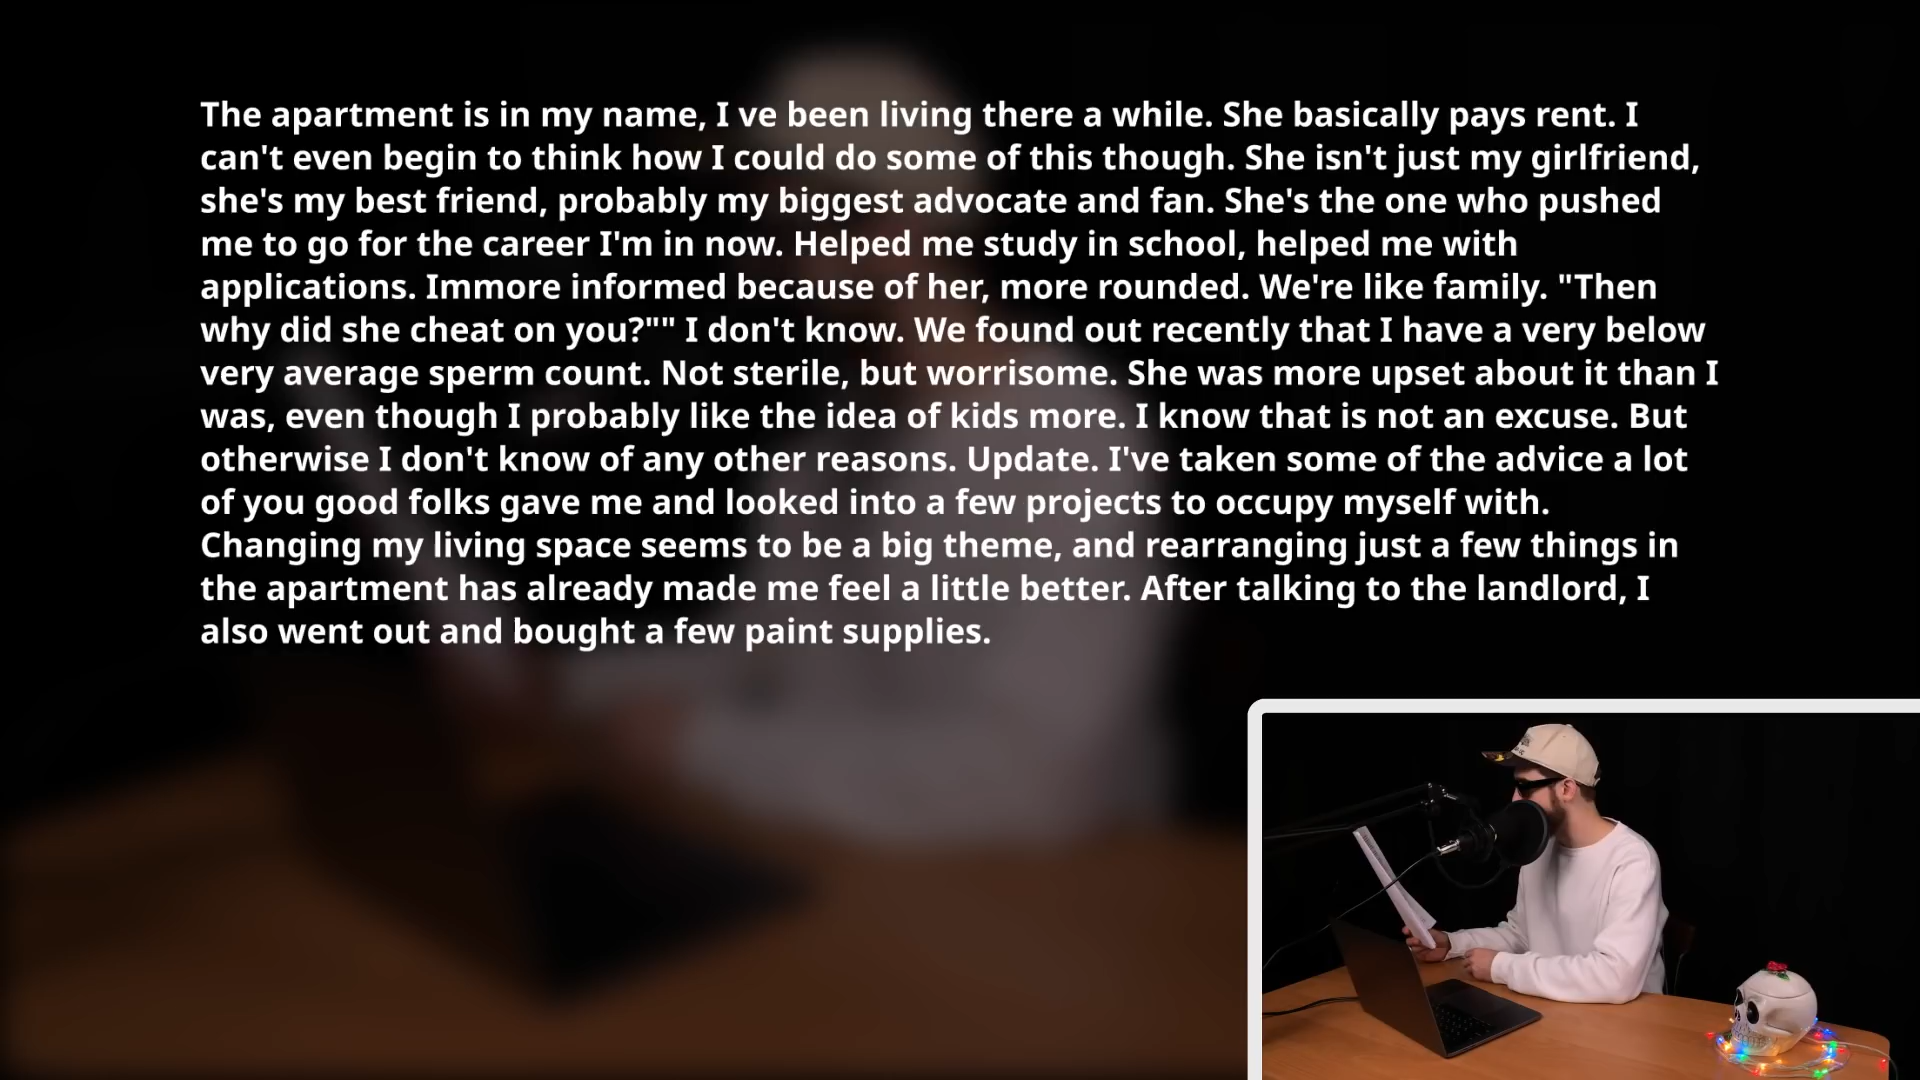 The apartment is in my name, I ve been living there a while. She basically pays rent. I
can't even begin to think how I could do some of this though. She isn't just my girlfriend,
she's my best friend, probably my biggest advocate and fan. She's the one who pushed
me to go for the career I'm in now. Helped me study in school, helped me with
applications. Immore informed because of her, more rounded. We're like family. "Then
why did she cheat on you?"" I don't know. We found out recently that I have a very below
very average sperm count. Not sterile, but worrisome. She was more upset about it than I
was, even though I probably like the idea of kids more. I know that is not an excuse. But
otherwise I don't know of any other reasons. Update. I've taken some of the advice a lot
of you good folks gave me and looked into a few projects to occupy myself with.
Changing my living space seems to be a big theme, and rearranging just a few things in
the apartment has already made me feel a little better. After talking to the landlord, I
also went out and bought a few paint supplies.